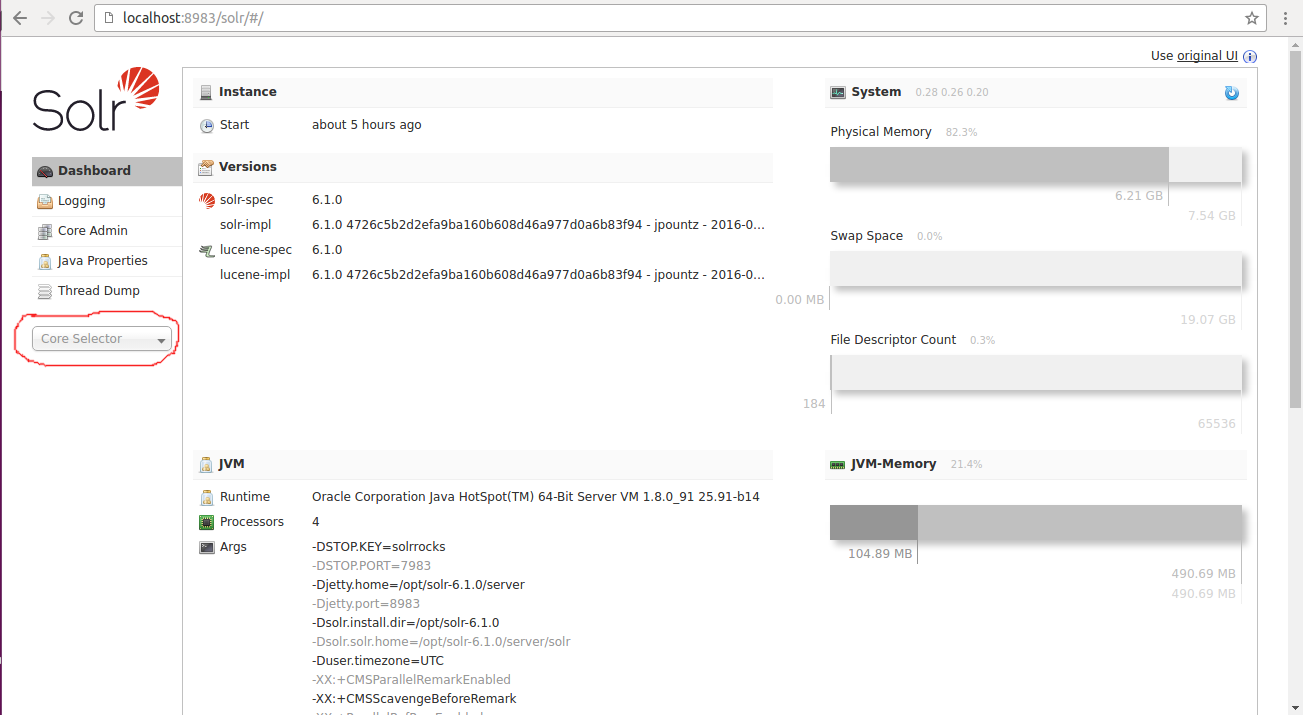 localhost:8983/solr/#/
Use original UI
Solr
Dashboard
Logging
Core Admin
Java Properties
Thread Dump
Core Selector
Instance
Start about 5 hours ago
Versions
solr-spec 6.1.0
solr-impl 6.1.0 4726c5b2d2efa9ba160b608d46a977d0a6b83f94 - jpountz - 2016-0...
lucene-spec 6.1.0
lucene-impl 6.1.0 4726c5b2d2efa9ba160b608d46a977d0a6b83f94 - jpountz - 2016-0...
JVM
Runtime Oracle Corporation Java HotSpot(TM) 64-Bit Server VM 1.8.0_91 25.91-b14
Processors 4
Args -DSTOP.KEY=solrrocks
-DSTOP.PORT=7983
-Djetty.home=/opt/solr-6.1.0/server
-Djetty.port=8983
-Dsolr.install.dir=/opt/solr-6.1.0
-Dsolr.solr.home=/opt/solr-6.1.0/server/solr
-Duser.timezone=UTC
-XX:+CMSParallelRemarkEnabled
-XX:+CMSScavengeBeforeRemark
System 0.28 0.26 0.20
Physical Memory 82.3%
6.21 GB
7.54 GB
Swap Space 0.0%
0.00 MB
19.07 GB
File Descriptor Count 0.3%
184
65536
JVM-Memory 21.4%
104.89 MB
490.69 MB
490.69 MB